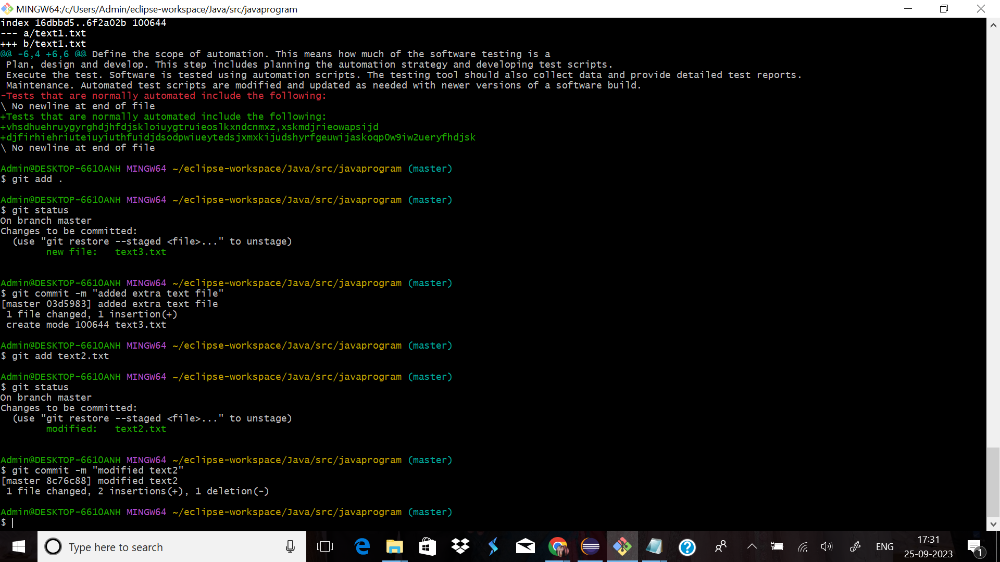 MINGW64:/c/Users/Admin/eclipse-workspace/Java/src/javaprogram
index 16dbbd5..6f2a02b 100644
--- a/text1.txt
+++ b/text1.txt
@@ -6,4 +6,6 @@ Define the scope of automation. This means how much of the software testing is a
 Plan, design and develop. This step includes planning the automation strategy and developing test scripts.
 Execute the test. Software is tested using automation scripts. The testing tool should also collect data and provide detailed test reports.
 Maintenance. Automated test scripts are modified and updated as needed with newer versions of a software build.
-Tests that are normally automated include the following:
\ No newline at end of file
+Tests that are normally automated include the following:
+vhsdhuehruygyrghdjhfdjskloiuygtruieoslkxndcnmxz,xskmdjrieowapsijd
+djfirhiehriuteiuyiuthfuidjdsodpwiueytedsjxmxkijudshyrfgeuwijaskoqp0w9iw2ueryfhdjsk
\ No newline at end of file
Admin@DESKTOP-6610ANH MINGW64 ~/eclipse-workspace/Java/src/javaprogram (master)
$ git add .
Admin@DESKTOP-6610ANH MINGW64 ~/eclipse-workspace/Java/src/javaprogram (master)
$ git status
On branch master
Changes to be committed:
  (use "git restore --staged <file>..." to unstage)
        new file:   text3.txt
Admin@DESKTOP-6610ANH MINGW64 ~/eclipse-workspace/Java/src/javaprogram (master)
$ git commit -m "added extra text file"
[master 03d5983] added extra text file
 1 file changed, 1 insertion(+)
 create mode 100644 text3.txt
Admin@DESKTOP-6610ANH MINGW64 ~/eclipse-workspace/Java/src/javaprogram (master)
$ git add text2.txt
Admin@DESKTOP-6610ANH MINGW64 ~/eclipse-workspace/Java/src/javaprogram (master)
$ git status
On branch master
Changes to be committed:
  (use "git restore --staged <file>..." to unstage)
        modified:   text2.txt
Admin@DESKTOP-6610ANH MINGW64 ~/eclipse-workspace/Java/src/javaprogram (master)
$ git commit -m "modified text2"
[master 8c76c88] modified text2
 1 file changed, 2 insertions(+), 1 deletion(-)
Admin@DESKTOP-6610ANH MINGW64 ~/eclipse-workspace/Java/src/javaprogram (master)
$
Type here to search
ENG
17:31
25-09-2023
1